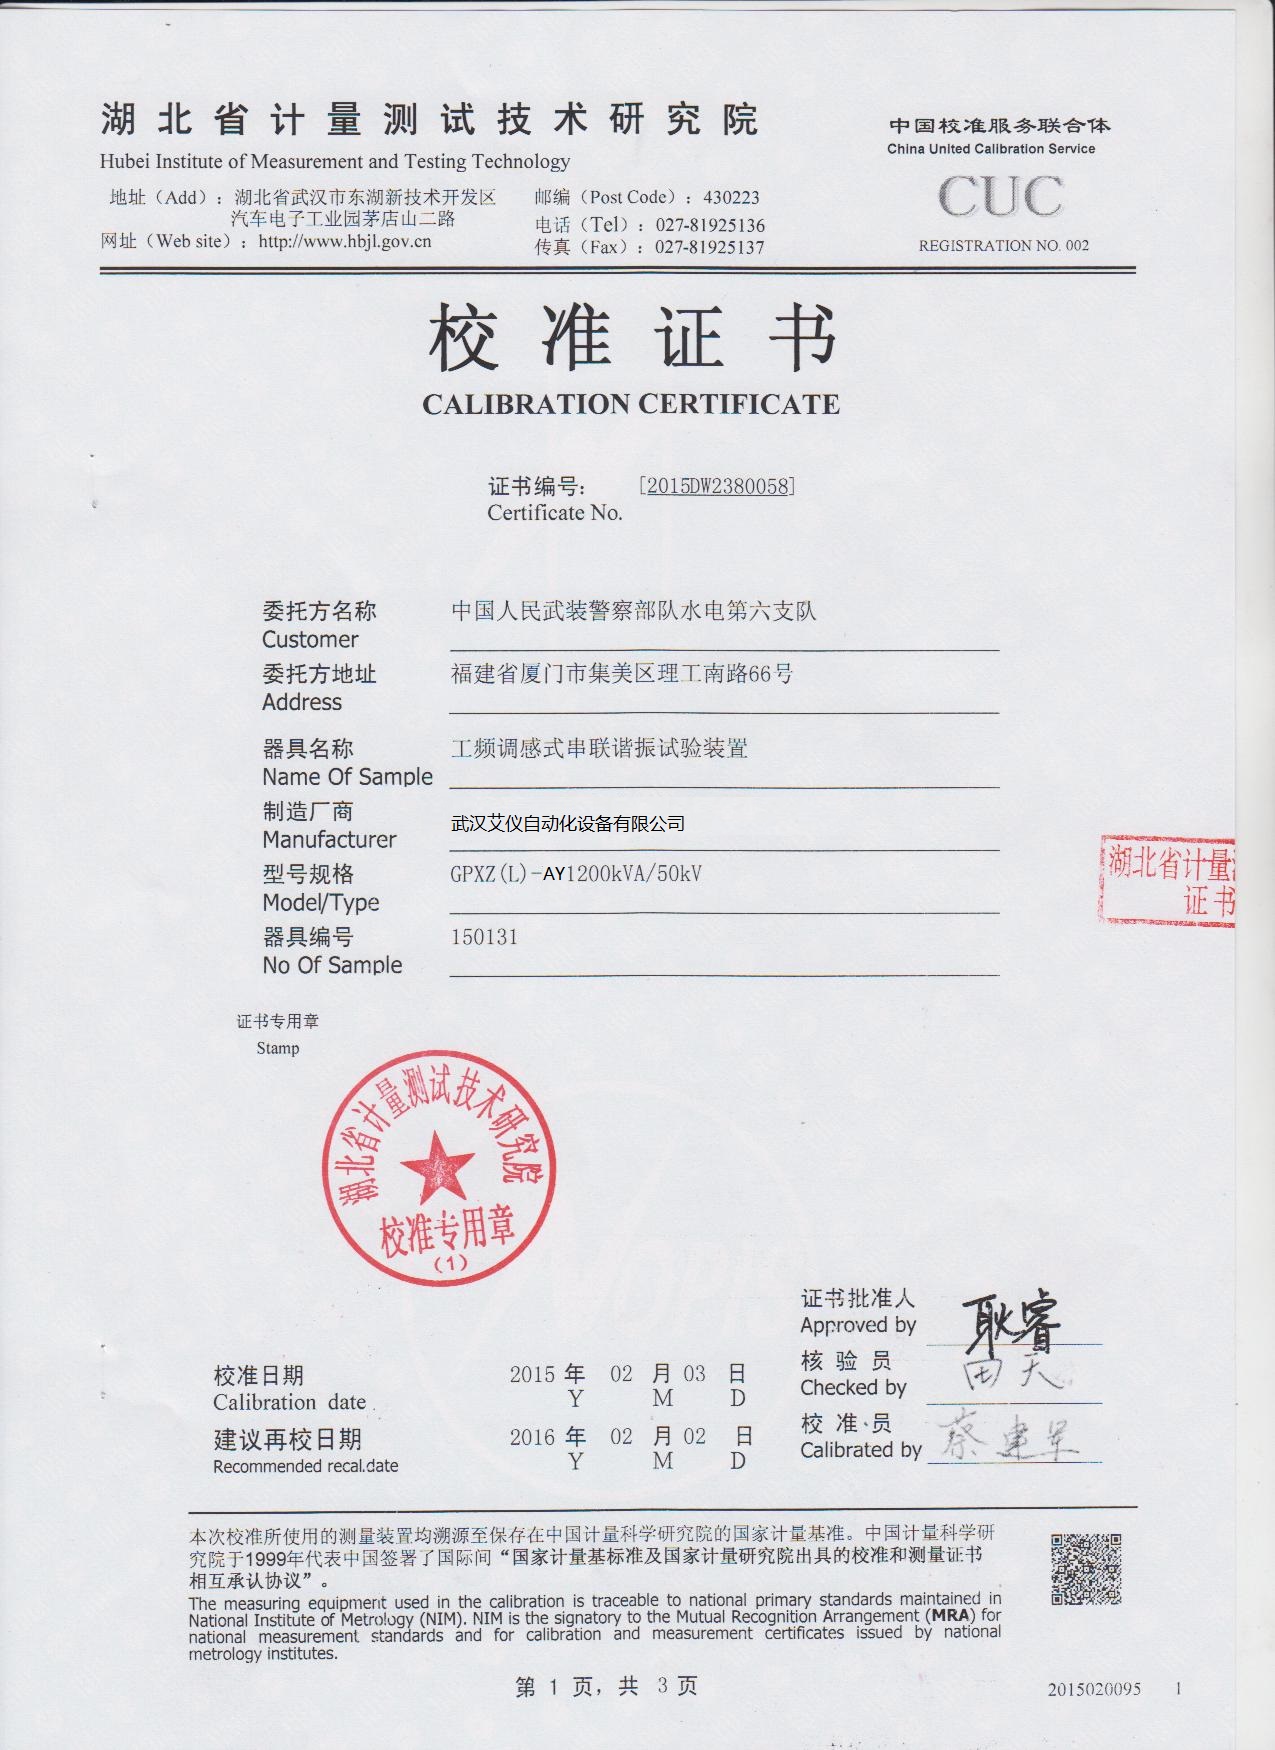 湖北省计量测试技术研究院
Hubei Institute of Measurement and Testing Technology
地址（Add）：湖北省武汉市东湖新技术开发区
汽车电子工业园茅店山二路
网址（Web site）：http://www.hbjl.gov.cn
邮编（Post Code）：430223
电话（Tel）：027-81925136
传真（Fax）：027-81925137
中国校准服务联合体
China United Calibration Service
CUC
REGISTRATION NO. 002
校准证书
CALIBRATION CERTIFICATE
证书编号： [2015DW2380058]
Certificate No.
委托方名称 中国人民武装警察部队水电第六支队
Customer
委托方地址 福建省厦门市集美区理工南路66号
Address
器具名称 工频调感式串联谐振试验装置
Name Of Sample
制造厂商 武汉艾仪自动化设备有限公司
Manufacturer
型号规格 GPXZ(L)-AY1200kVA/50kV
Model/Type
器具编号 150131
No Of Sample
湖北省计量
证书
证书专用章
Stamp
湖北省计量测试技术研究院
校准专用章
（1）
证书批准人 耿睿
Approved by
核验员 田天
Checked by
校准员 蔡建军
Calibrated by
校准日期 2015 年 02 月 03 日
Calibration date Y M D
建议再校日期 2016 年 02 月 02 日
Recommended recal.date Y M D
本次校准所使用的测量装置均溯源至保存在中国计量科学研究院的国家计量基准。中国计量科学研
究院于1999年代表中国签署了国际间“国家计量基标准及国家计量研究院出具的校准和测量证书
相互承认协议”。
The measuring equipment used in the calibration is traceable to national primary standards maintained in
National Institute of Metrology (NIM). NIM is the signatory to the Mutual Recognition Arrangement (MRA) for
national measurement standards and for calibration and measurement certificates issued by national
metrology institutes.
第 1 页，共 3 页
2015020095 1